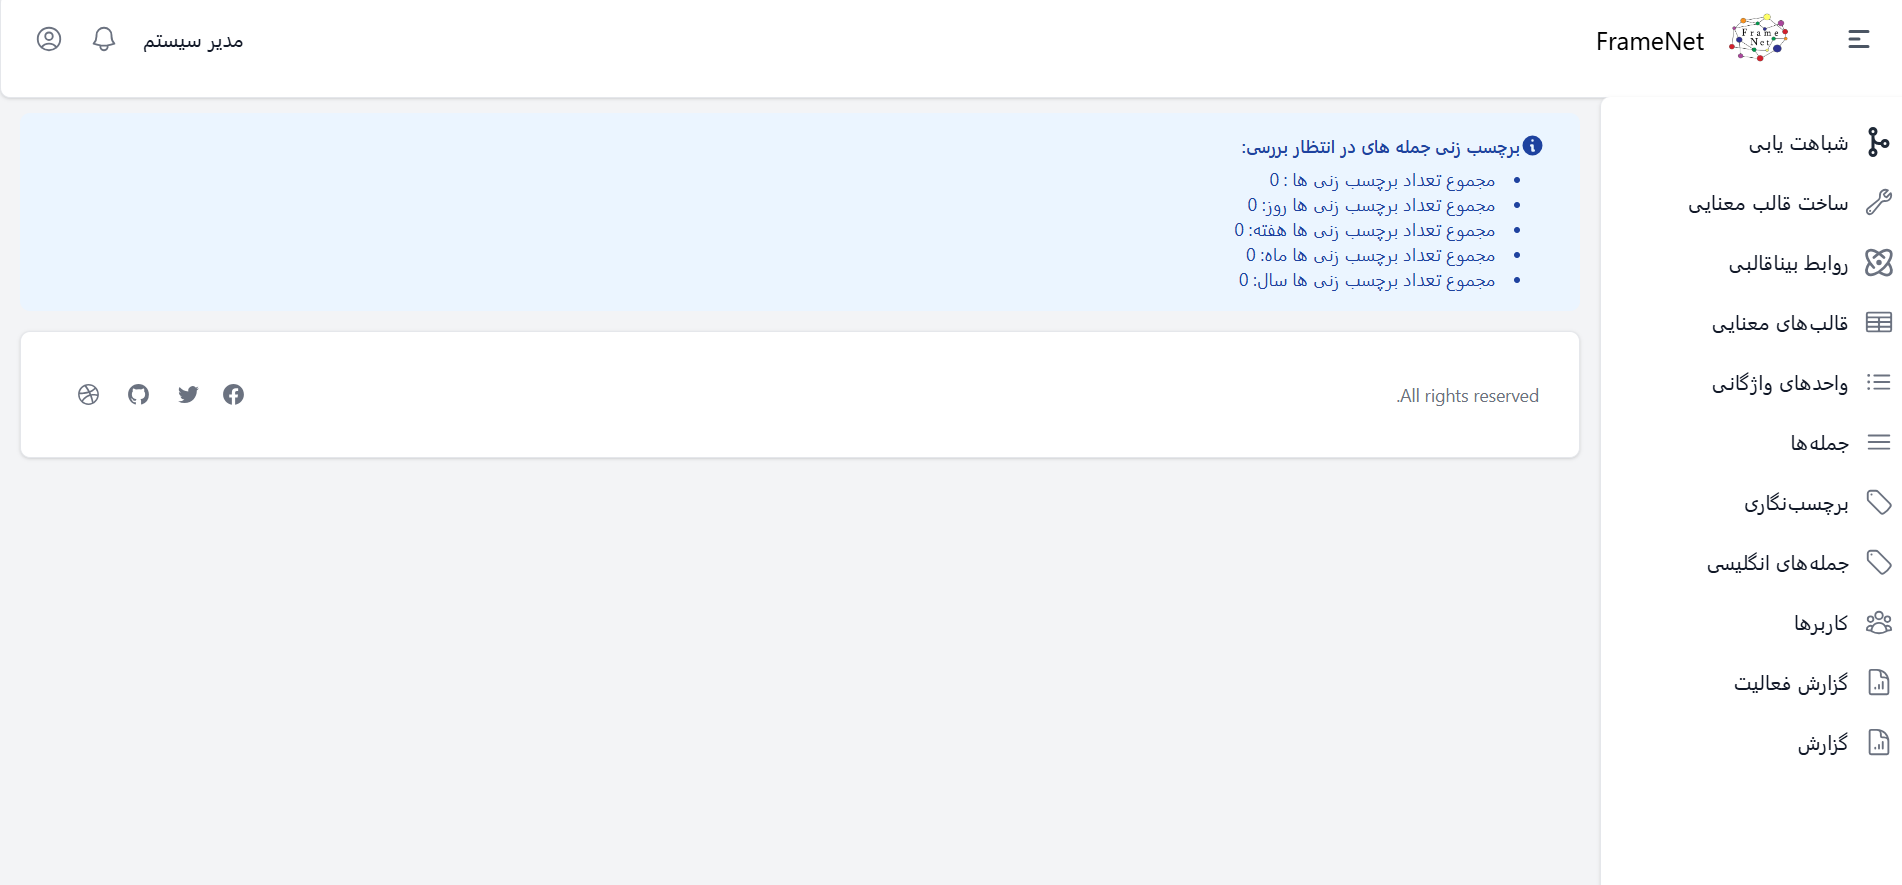 FrameNet
Frame
Net
مدیر سیستم
شباهت یابی
ساخت قالب معنایی
روابط بیناقالبی
قالب‌های معنایی
واحدهای واژگانی
جمله‌ها
برچسب‌نگاری
جمله‌های انگلیسی
کاربرها
گزارش فعالیت
گزارش
برچسب زنی جمله های در انتظار بررسی:
مجموع تعداد برچسب زنی ها : 0
مجموع تعداد برچسب زنی ها روز: 0
مجموع تعداد برچسب زنی ها هفته: 0
مجموع تعداد برچسب زنی ها ماه: 0
مجموع تعداد برچسب زنی ها سال: 0
.All rights reserved